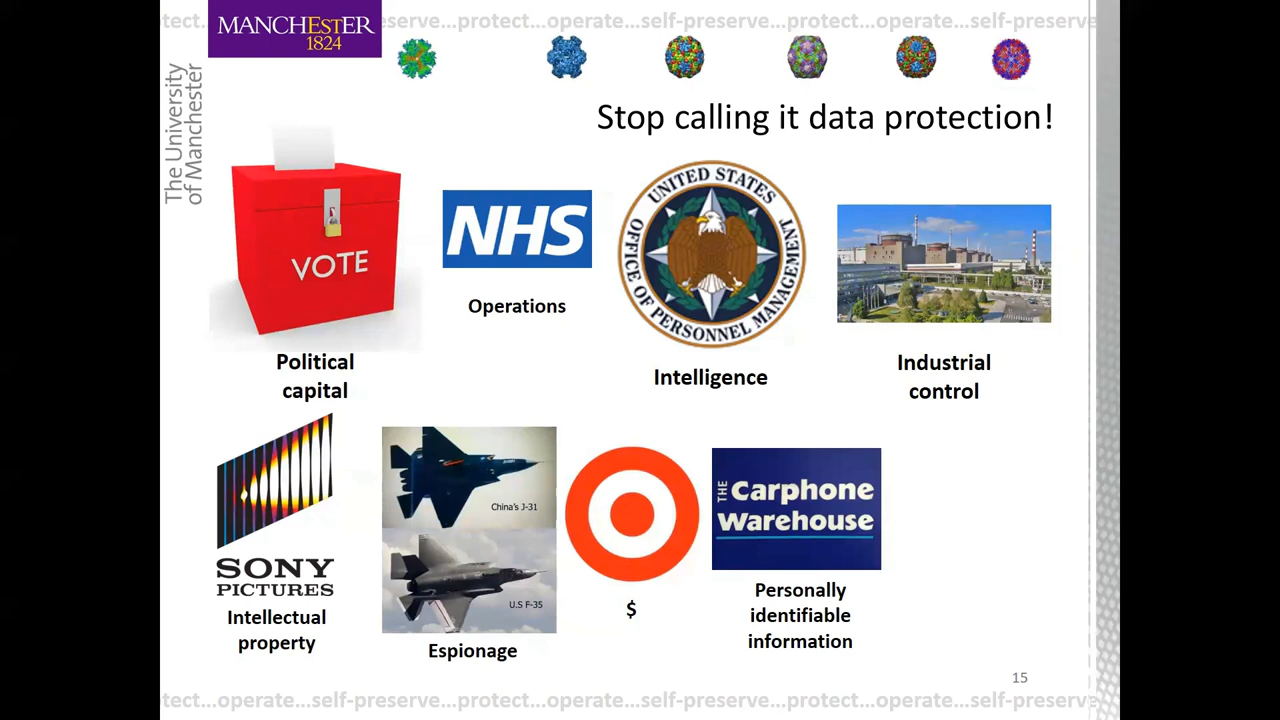 tect...operate...self-preserve...protect...operate...self-preserve...protect...operate...self-preserve
MANCHESTER
1824
The University
of Manchester
Stop calling it data protection!
VOTE
NHS
UNITED STATES
OFFICE OF PERSONNEL MANAGEMENT
Operations
Political
capital
Intelligence
Industrial
control
SONY
PICTURES
Intellectual
property
China's J-31
U.S F-35
Espionage
$
THE
Carphone
Warehouse
Personally
identifiable
information
15
tect...operate...self-preserve...protect...operate...self-preserve...protect...operate...self-preserve